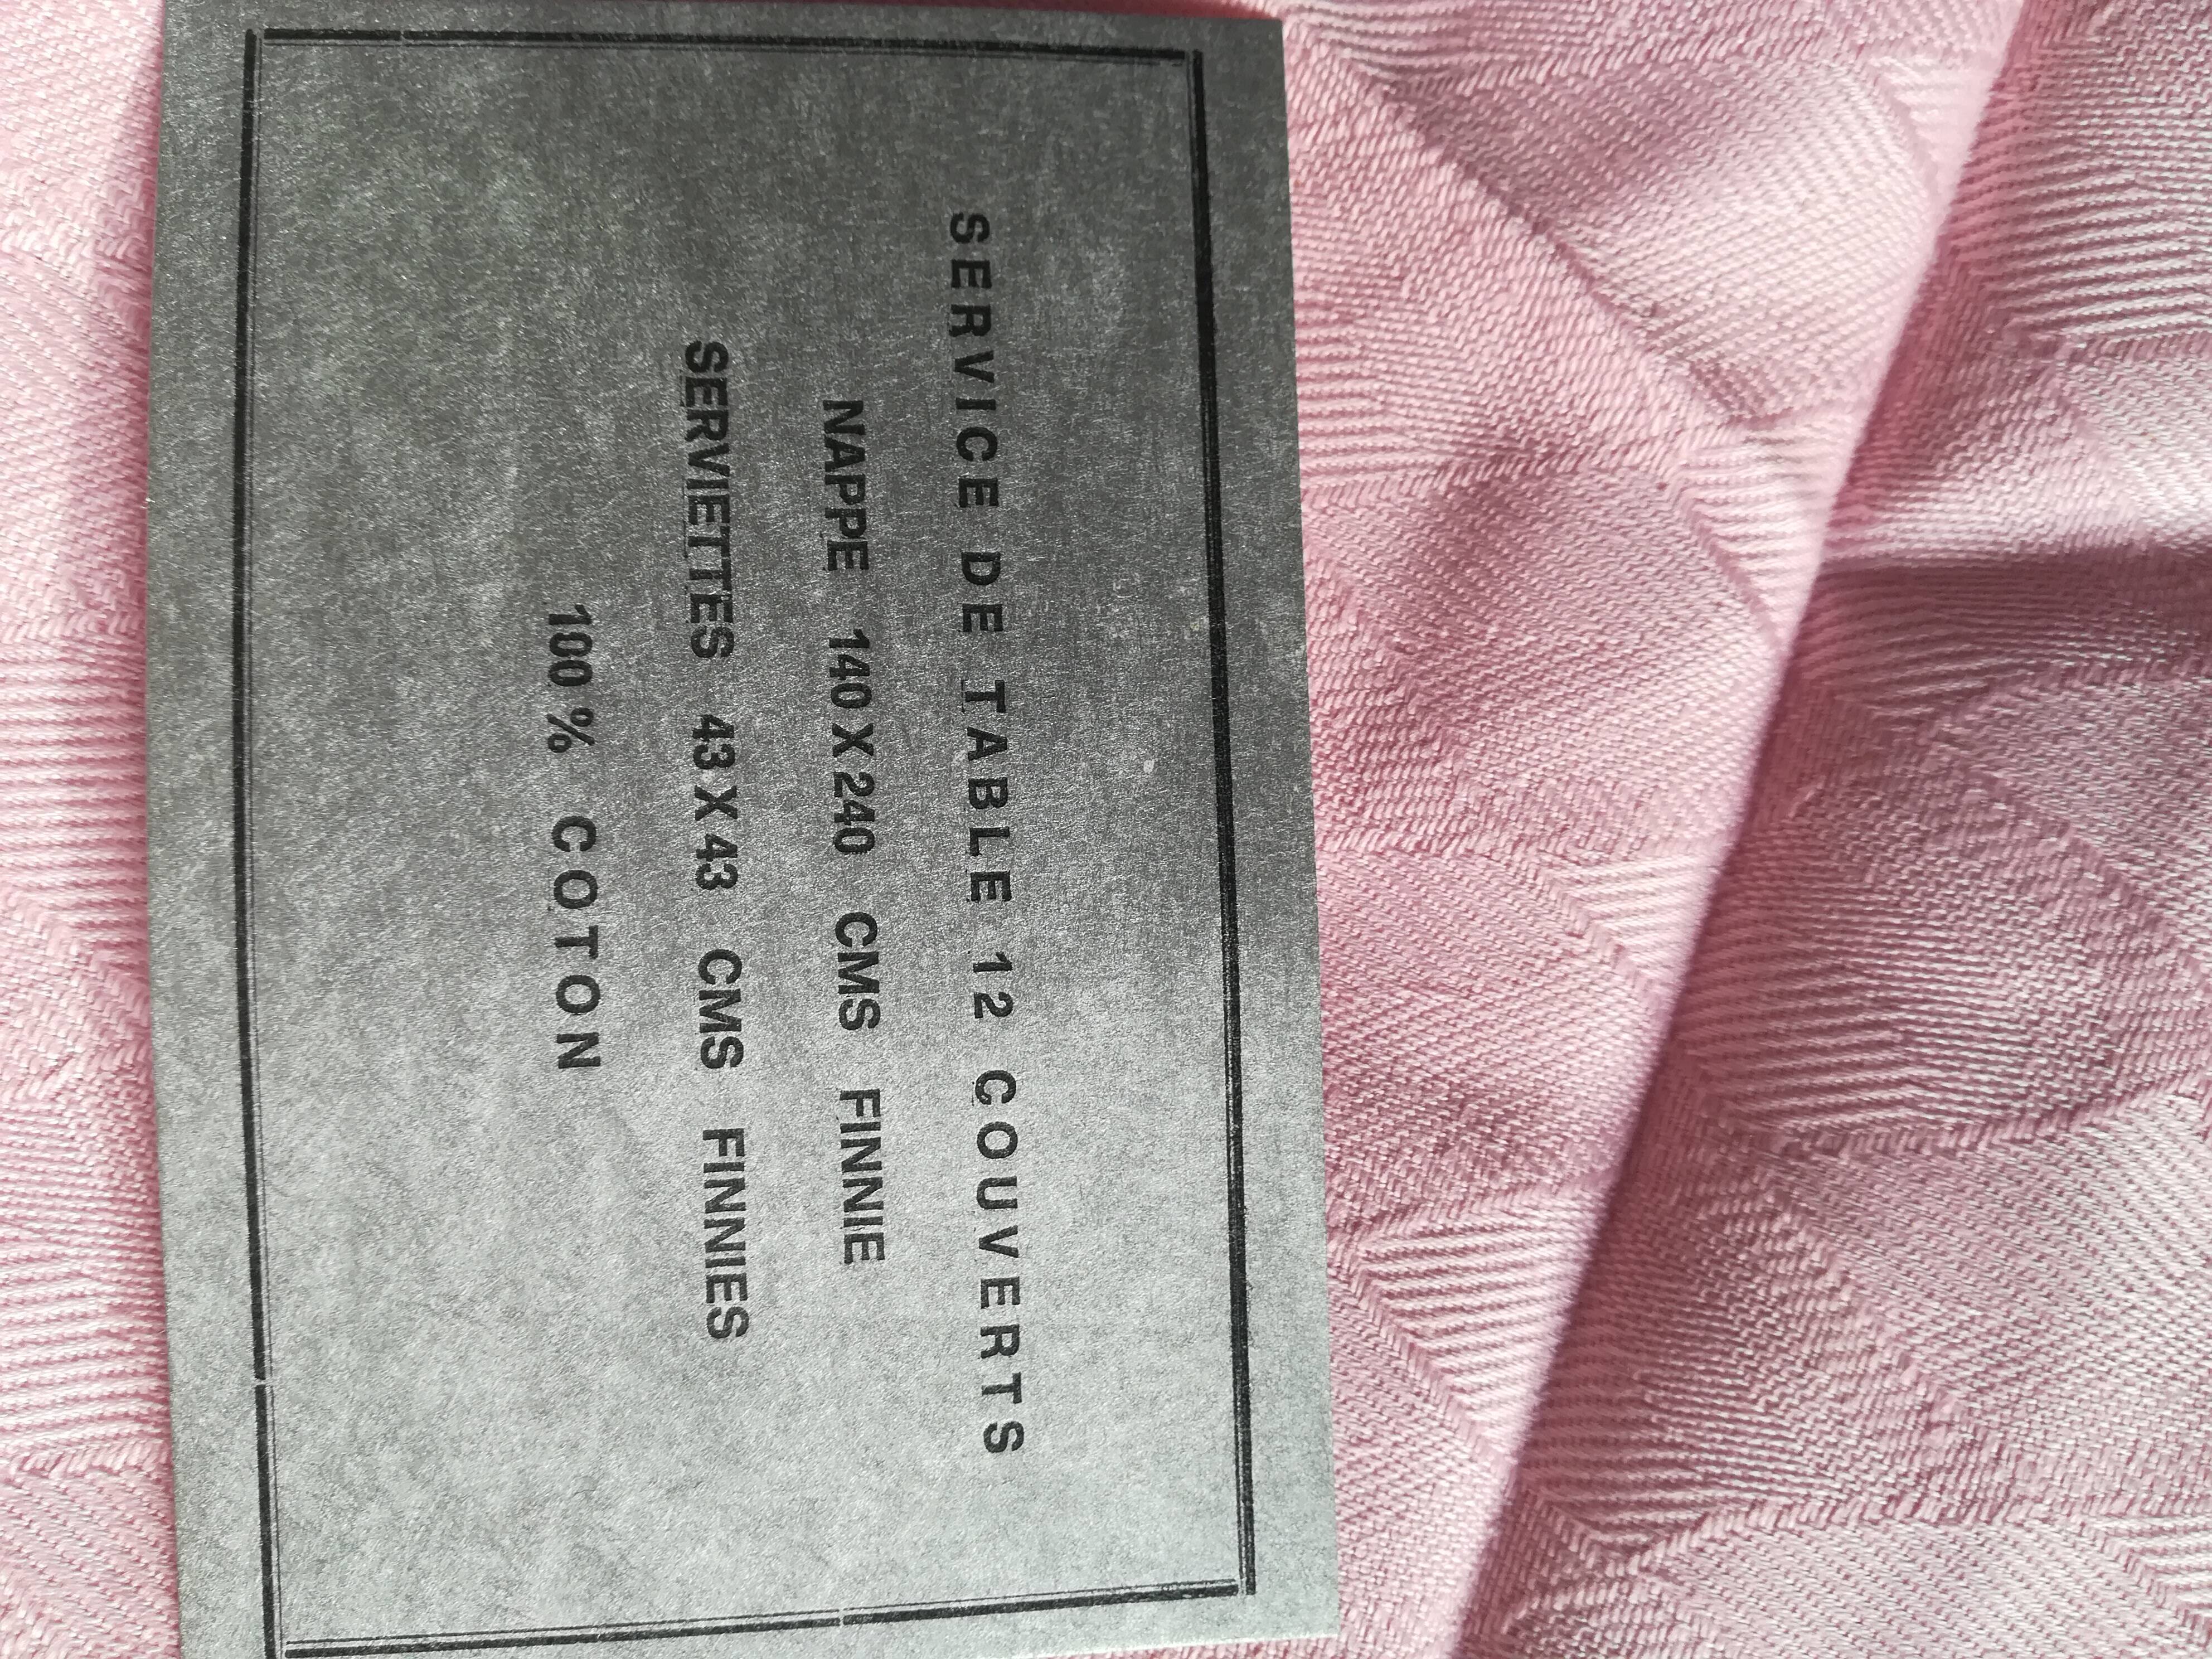 SERVICE DE TABLE 12 COUVERTS
NAPPE 140 X 240 CMS FINNIE
SERVIETTES 43 X 43 CMS FINNIES
100 % COTON